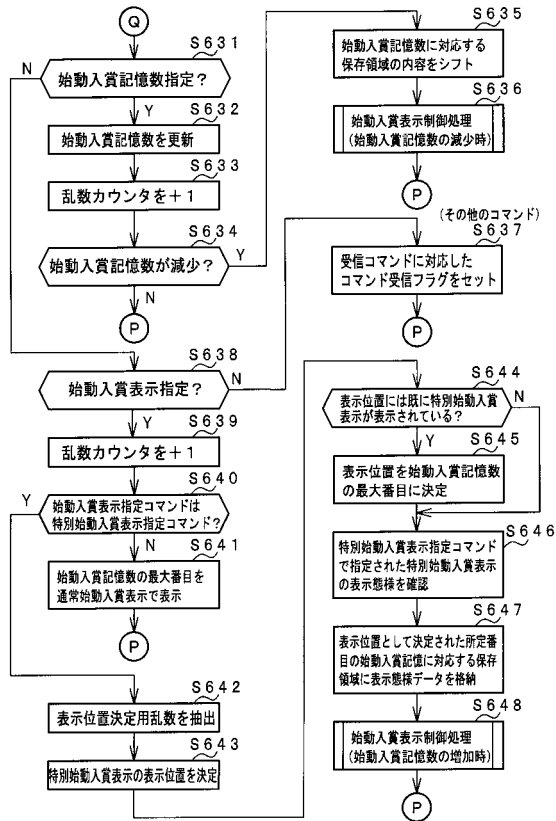 Q
S631
始動入賞記憶数指定？
N
Y
S632
始動入賞記憶数を更新
S633
乱数カウンタを＋１
S634
始動入賞記憶数が減少？
Y
N
P
S635
始動入賞記憶数に対応する
保存領域の内容をシフト
S636
始動入賞表示制御処理
(始動入賞記憶数の減少時)
P
(その他のコマンド)
S637
受信コマンドに対応した
コマンド受信フラグをセット
P
S638
始動入賞表示指定？
N
Y
S639
乱数カウンタを＋１
S640
始動入賞表示指定コマンドは
特別始動入賞表示指定コマンド？
Y
N
S641
始動入賞記憶数の最大番目を
通常始動入賞表示で表示
P
S642
表示位置決定用乱数を抽出
S643
特別始動入賞表示の表示位置を決定
S644
表示位置には既に特別始動入賞
表示が表示されている？
N
Y
S645
表示位置を始動入賞記憶数
の最大番目に決定
S646
特別始動入賞表示指定コマンド
で指定された特別始動入賞表示
の表示態様を確認
S647
表示位置として決定された所定番
目の始動入賞記憶に対応する保存
領域に表示態様データを格納
S648
始動入賞表示制御処理
(始動入賞記憶数の増加時)
P